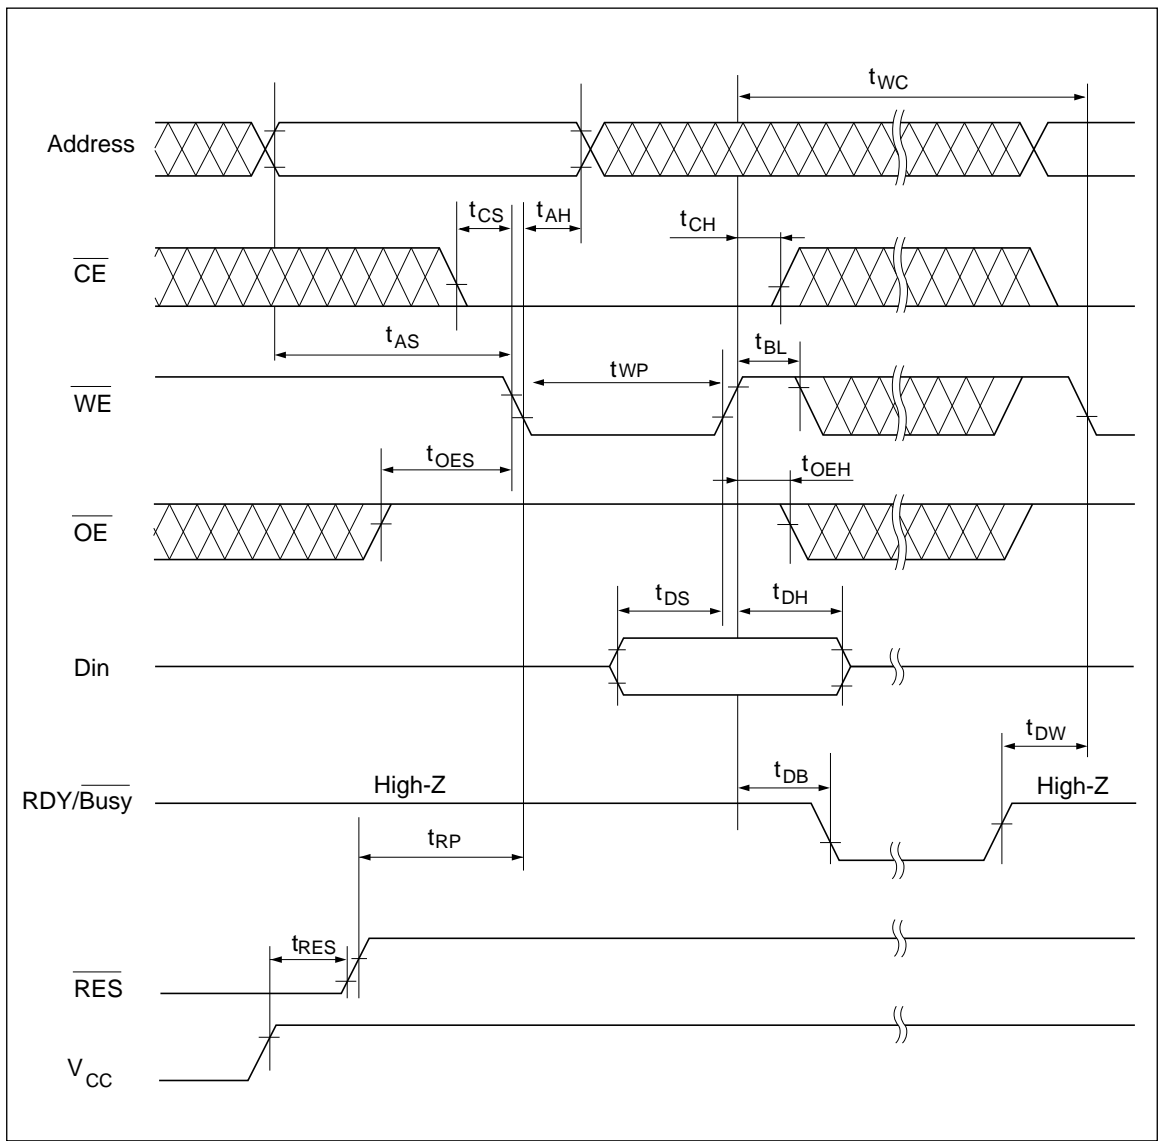 tWC
Address
tCS
tAH
tCH
CE
tAS
tBL
tWP
WE
tOES
tOEH
OE
tDS
tDH
Din
tDW
tDB
High-Z
High-Z
RDY/Busy
tRP
tRES
RES
VCC